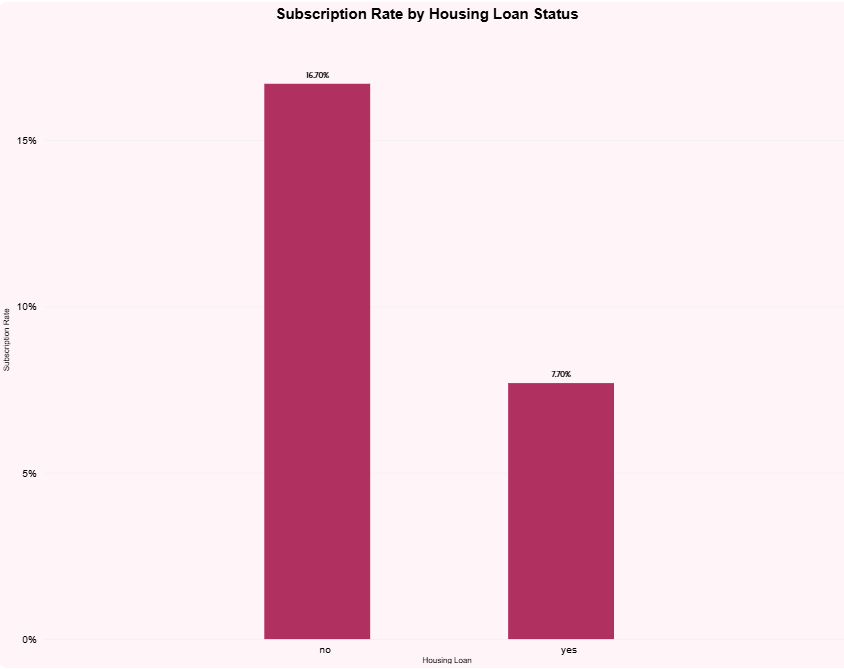 Subscription Rate by Housing Loan Status
16.70%
15%
10%
7.70%
5%
0%
Subscription Rate
no
yes
Housing Loan